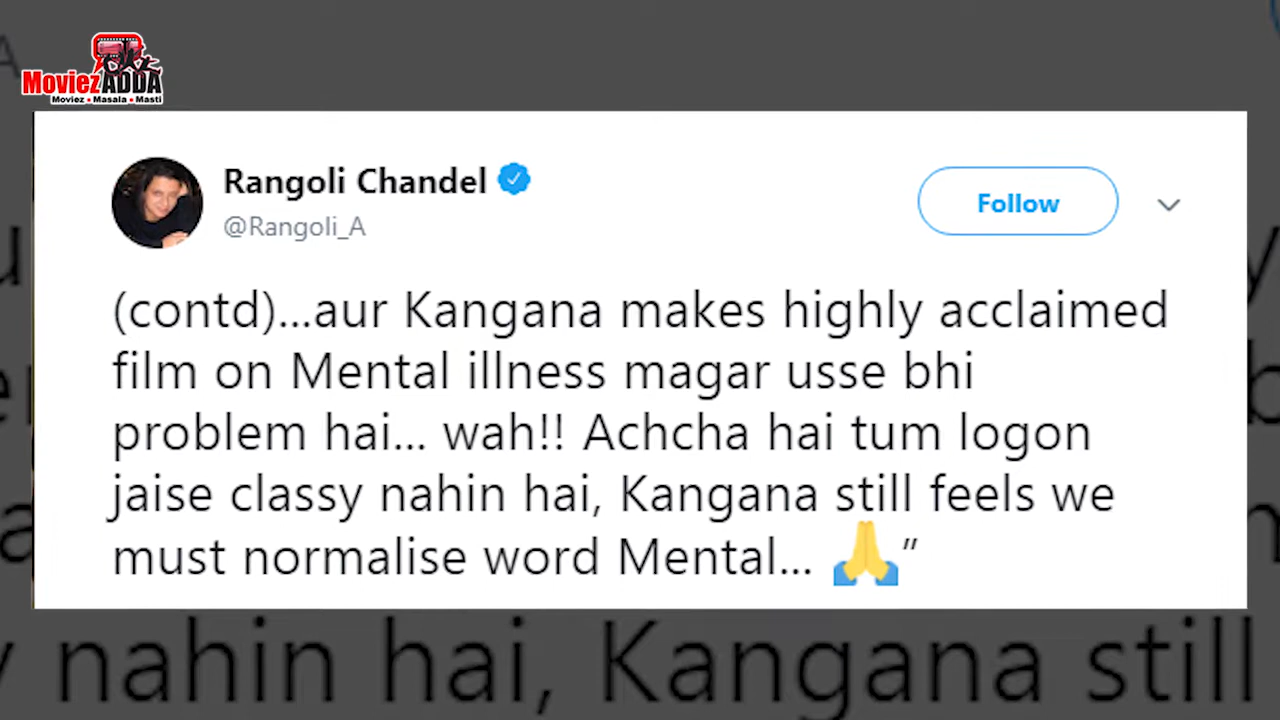 MoviezADDA
Moviez • Masala • Masti
Rangoli Chandel
@Rangoli_A
Follow
(contd)...aur Kangana makes highly acclaimed
film on Mental illness magar usse bhi
problem hai... wah!! Achcha hai tum logon
jaise classy nahin hai, Kangana still feels we
must normalise word Mental... 🙏”
nahin hai, Kangana still